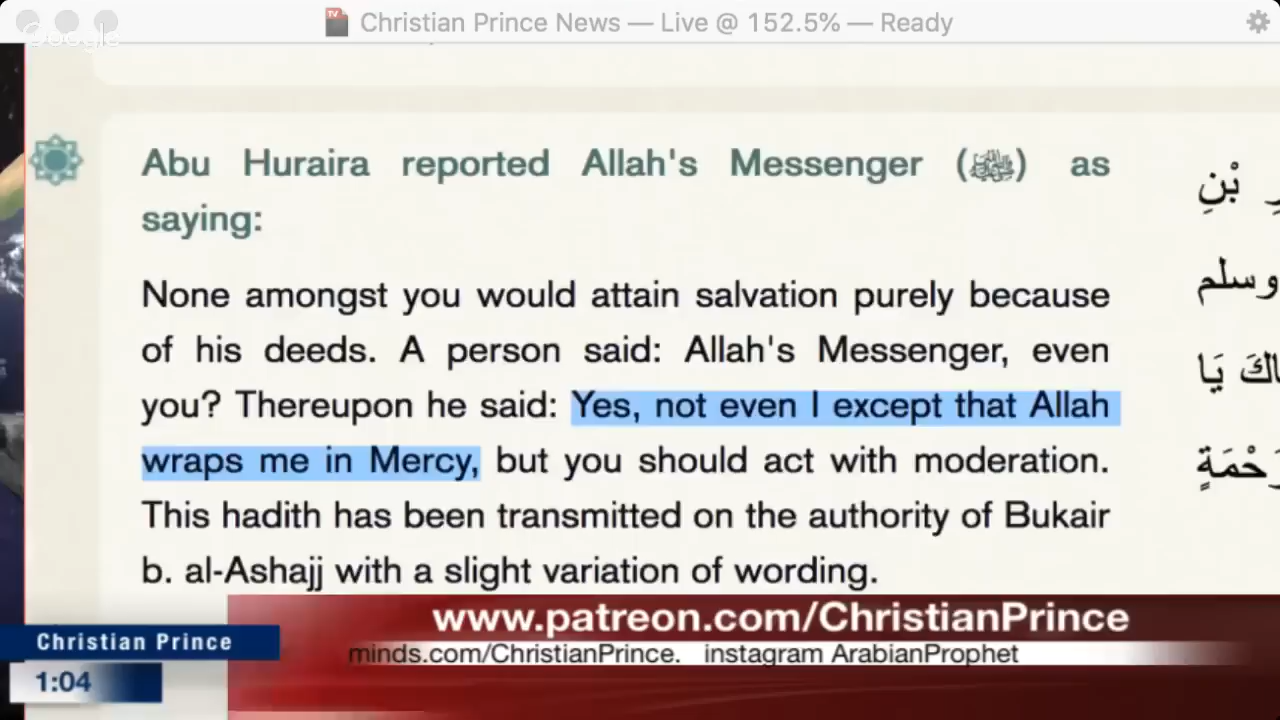 Christian Prince News — Live @ 152.5% — Ready
Google
Abu Huraira reported Allah's Messenger (ﷺ) as
saying:
None amongst you would attain salvation purely because
of his deeds. A person said: Allah's Messenger, even
you? Thereupon he said: Yes, not even I except that Allah
wraps me in Mercy, but you should act with moderation.
This hadith has been transmitted on the authority of Bukair
b. al-Ashajj with a slight variation of wording.
بْنِ
وسلم
يَا
www.patreon.com/ChristianPrince
Christian Prince
minds.com/ChristianPrince. instagram ArabianProphet
1:04